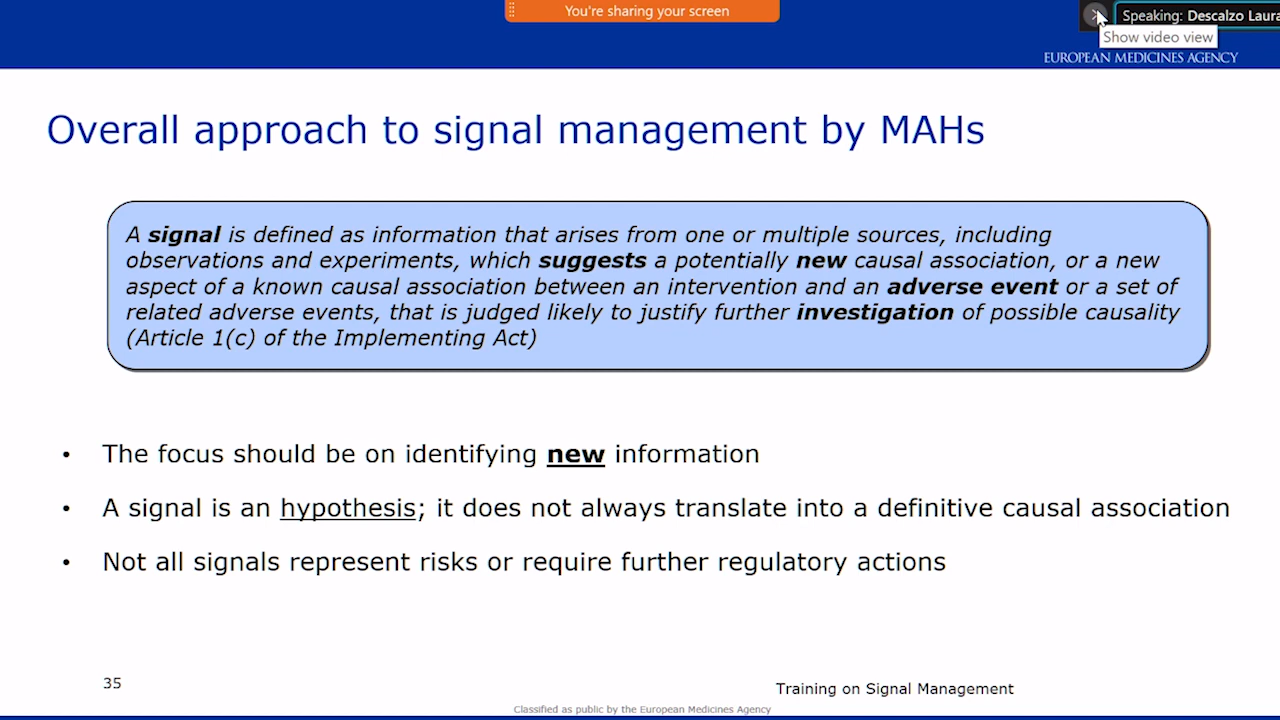 You're sharing your screen
Speaking: Descalzo Laura
Show video view
EUROPEAN MEDICINES AGENCY
Overall approach to signal management by MAHs
A signal is defined as information that arises from one or multiple sources, including
observations and experiments, which suggests a potentially new causal association, or a new
aspect of a known causal association between an intervention and an adverse event or a set of
related adverse events, that is judged likely to justify further investigation of possible causality
(Article 1(c) of the Implementing Act)
• The focus should be on identifying new information
• A signal is an hypothesis; it does not always translate into a definitive causal association
• Not all signals represent risks or require further regulatory actions
35
Training on Signal Management
Classified as public by the European Medicines Agency